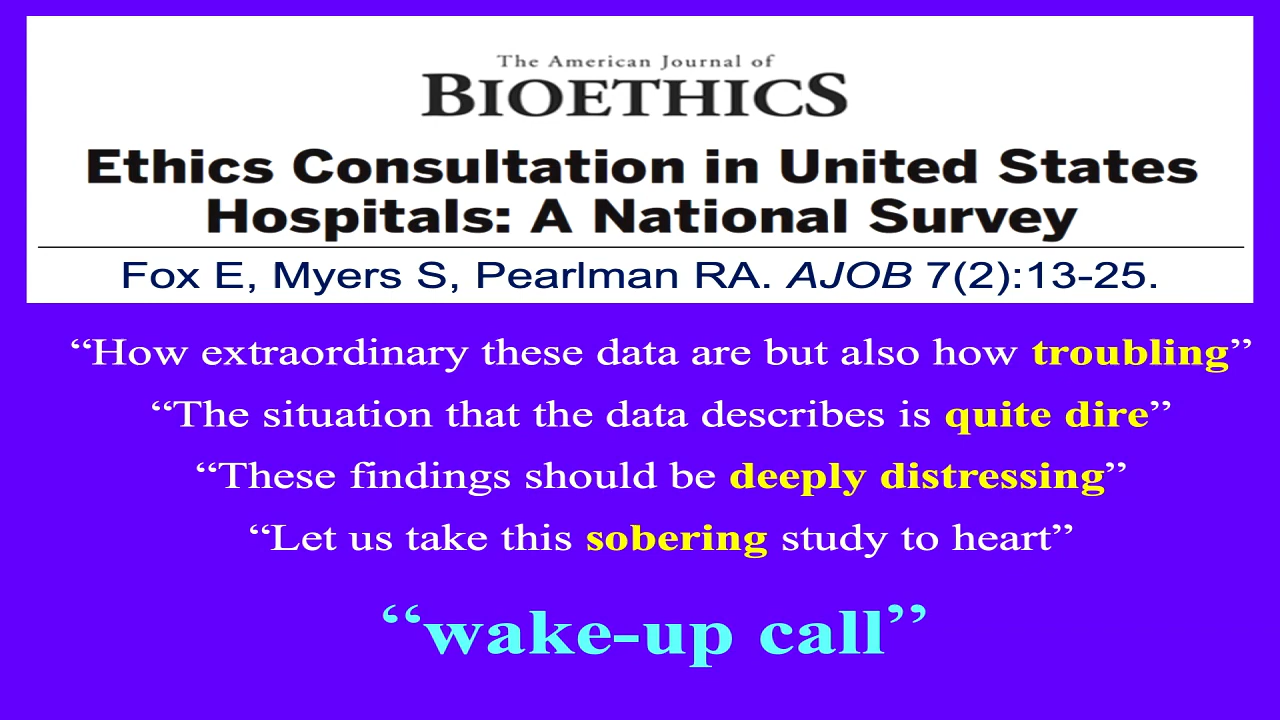 The American Journal of
BIOETHICS
Ethics Consultation in United States
Hospitals: A National Survey
Fox E, Myers S, Pearlman RA. AJOB 7(2):13-25.
“How extraordinary these data are but also how troubling”
“The situation that the data describes is quite dire”
“These findings should be deeply distressing”
“Let us take this sobering study to heart”
“wake-up call”